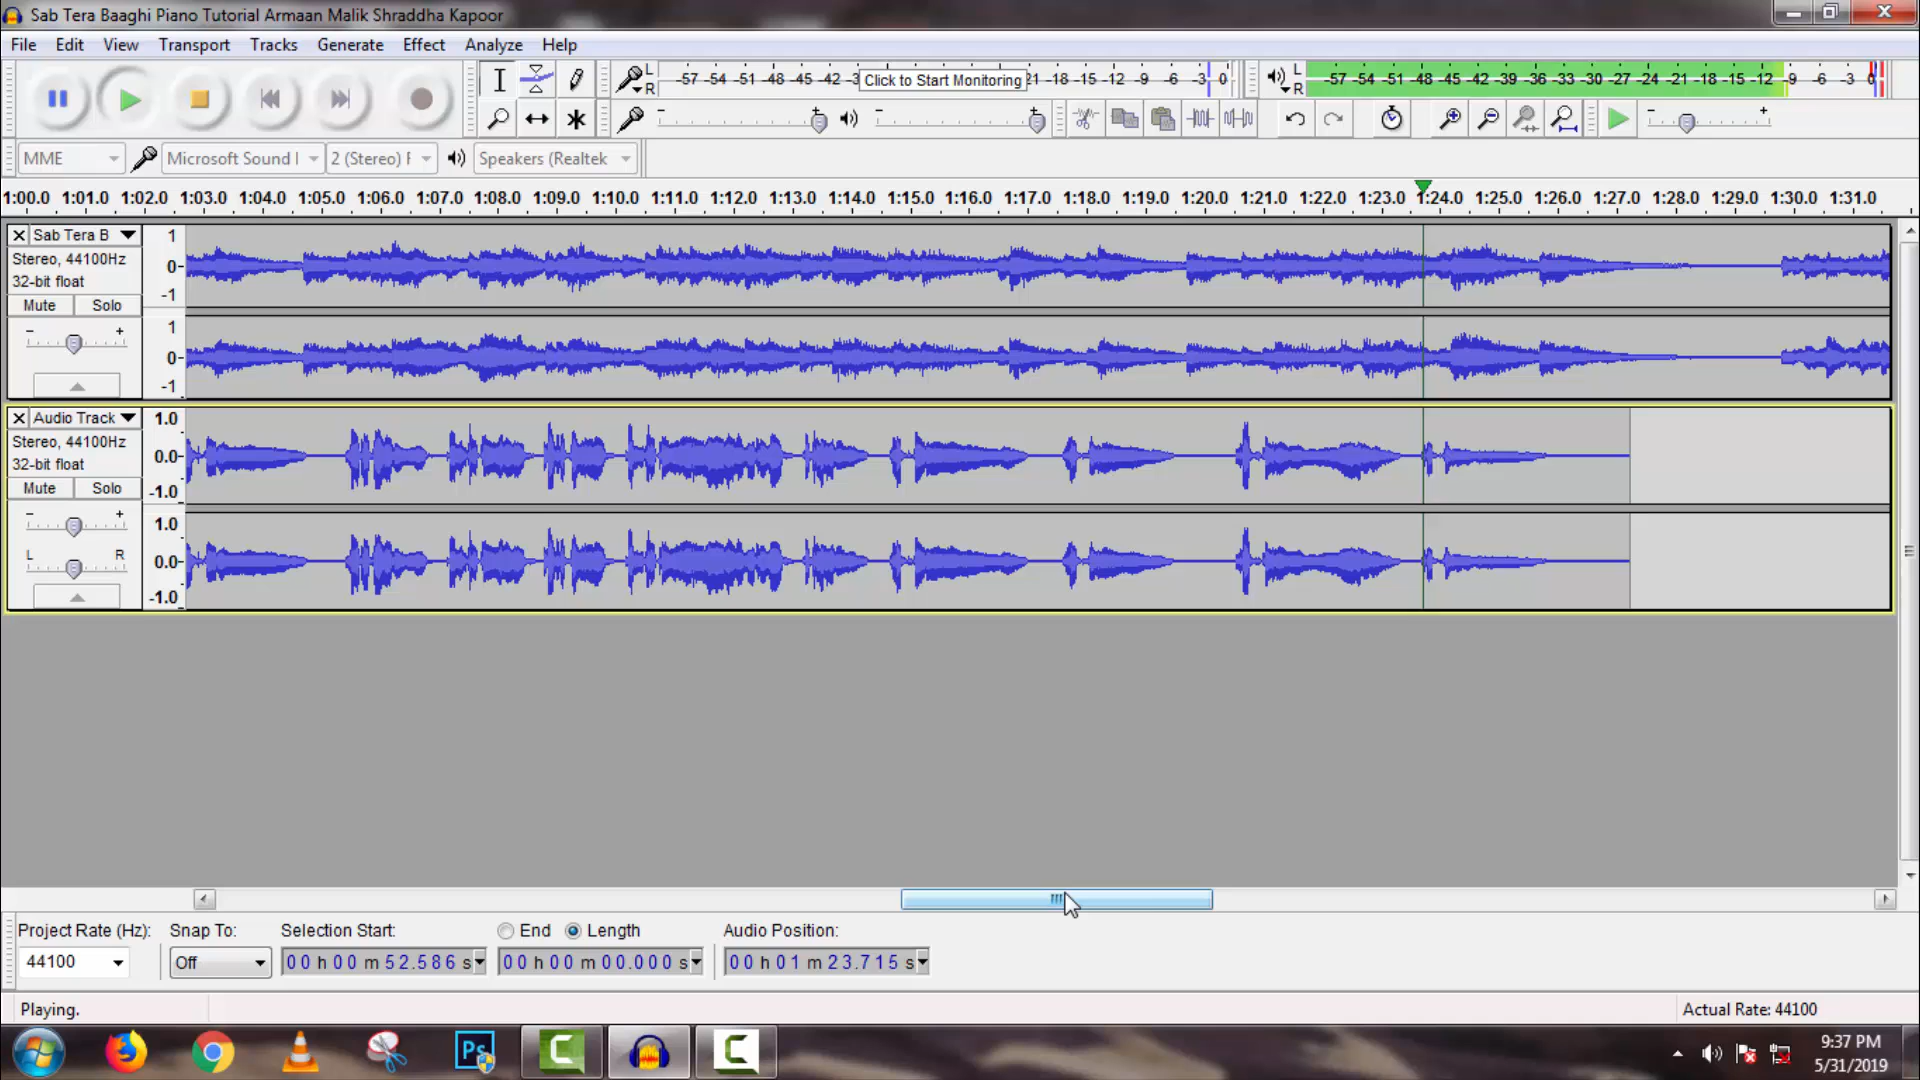 Sab Tera Baaghi Piano Tutorial Armaan Malik Shraddha Kapoor
File Edit View Transport Tracks Generate Effect Analyze Help
L
R
-57 -54 -51 -48 -45 -42 -3 Click to Start Monitoring 21 -18 -15 -12 -9 -6 -3 0
L
R
-57 -54 -51 -48 -45 -42 -39 -36 -33 -30 -27 -24 -21 -18 -15 -12 -9 -6 -3 0
MME Microsoft Sound 2 (Stereo) Speakers (Realtek
1:00.0 1:01.0 1:02.0 1:03.0 1:04.0 1:05.0 1:06.0 1:07.0 1:08.0 1:09.0 1:10.0 1:11.0 1:12.0 1:13.0 1:14.0 1:15.0 1:16.0 1:17.0 1:18.0 1:19.0 1:20.0 1:21.0 1:22.0 1:23.0 1:24.0 1:25.0 1:26.0 1:27.0 1:28.0 1:29.0 1:30.0 1:31.0
Sab Tera B
Stereo, 44100Hz
32-bit float
Mute Solo
- +
1
0-
-1
1
0-
-1
Audio Track
Stereo, 44100Hz
32-bit float
Mute Solo
- +
L R
1.0
0.0-
-1.0
1.0
0.0-
-1.0
Project Rate (Hz): Snap To: Selection Start: End Length Audio Position:
44100 Off 00 h 00 m 52.586 s 00 h 00 m 00.000 s 00 h 01 m 23.715 s
Playing. Actual Rate: 44100
Ps
9:37 PM
5/31/2019